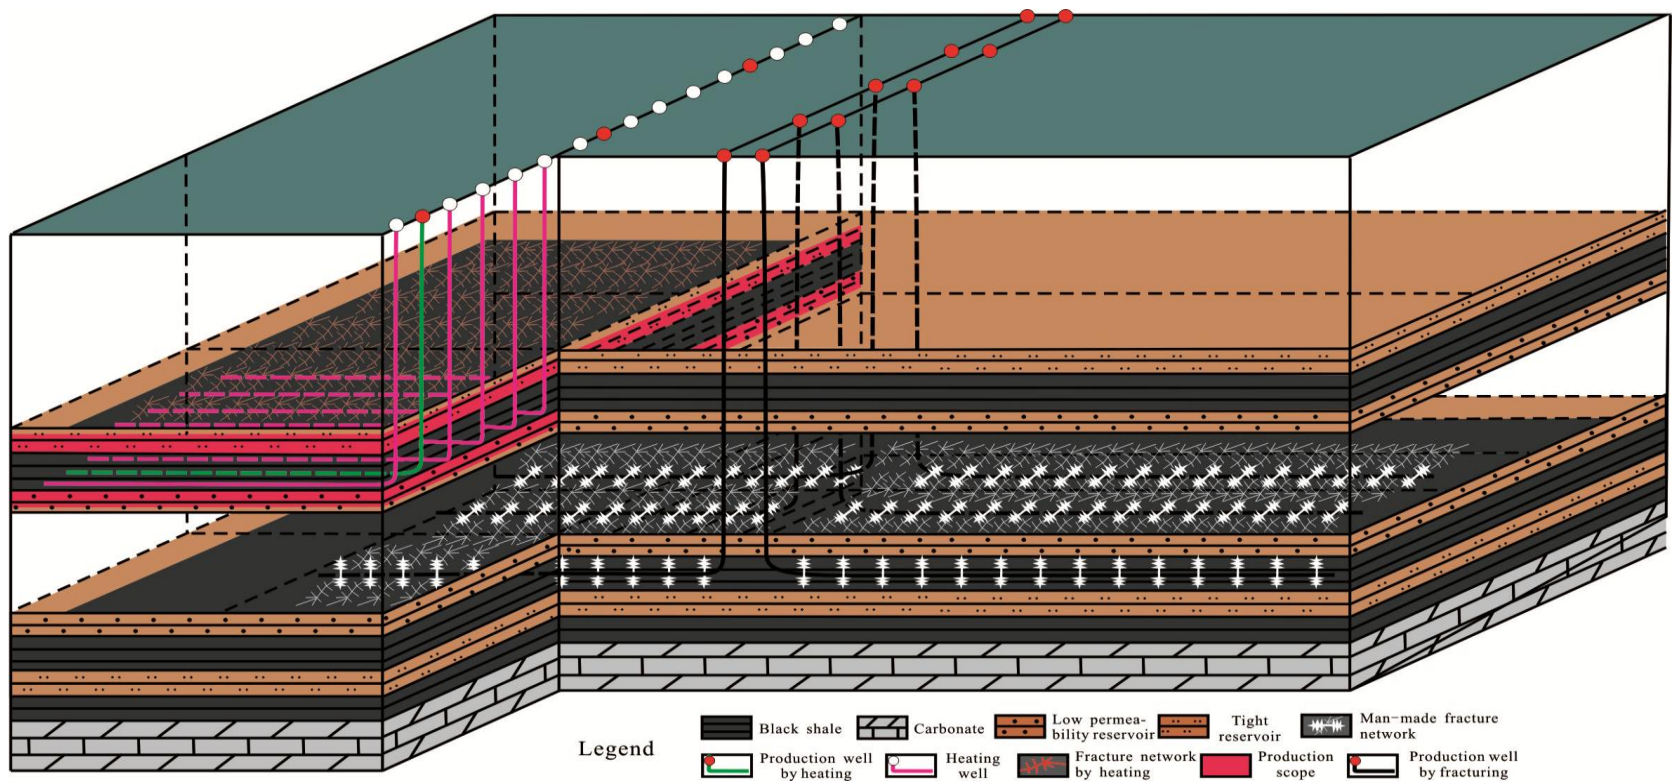 Legend
Black shale
Carbonate
Low permea-
bility reservoir
Tight
reservoir
Man-made fracture
network
Production well
by heating
Heating
well
Fracture network
by heating
Production
scope
Production well
by fracturing